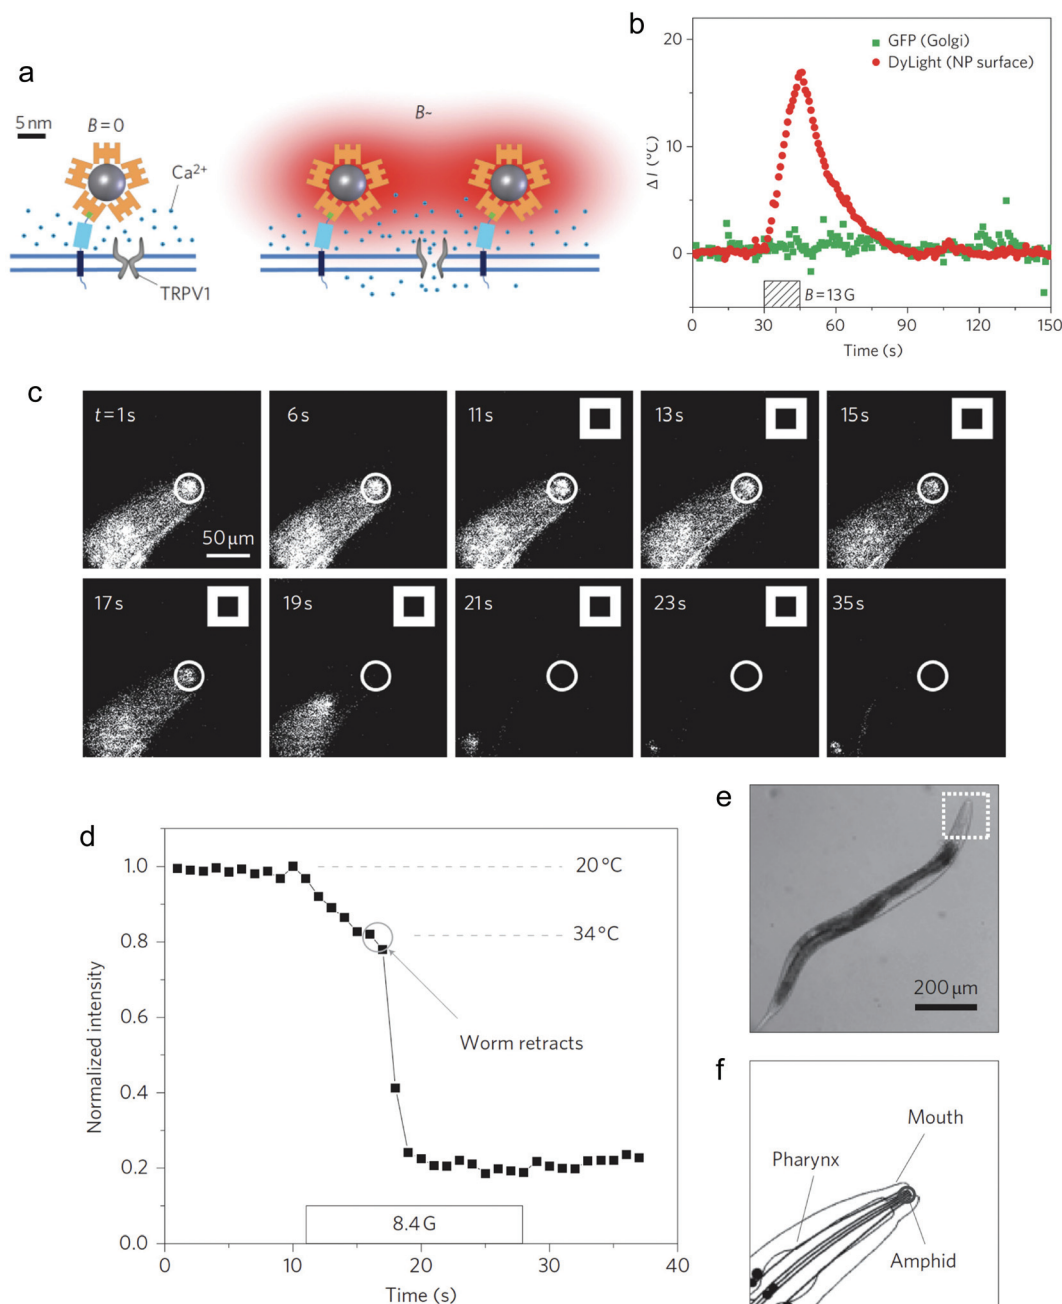 a
5 nm
B = 0
Ca²⁺
TRPV1
B~
b
GFP (Golgi)
DyLight (NP surface)
ΔT (°C)
20
10
0
B = 13 G
0
30
60
90
120
150
Time (s)
c
t = 1 s
6 s
11 s
13 s
15 s
50 µm
17 s
19 s
21 s
23 s
35 s
d
Normalized intensity
1.0
0.8
0.6
0.4
0.2
0.0
20 °C
34 °C
Worm retracts
8.4 G
0
10
20
30
40
Time (s)
e
200 µm
f
Mouth
Pharynx
Amphid